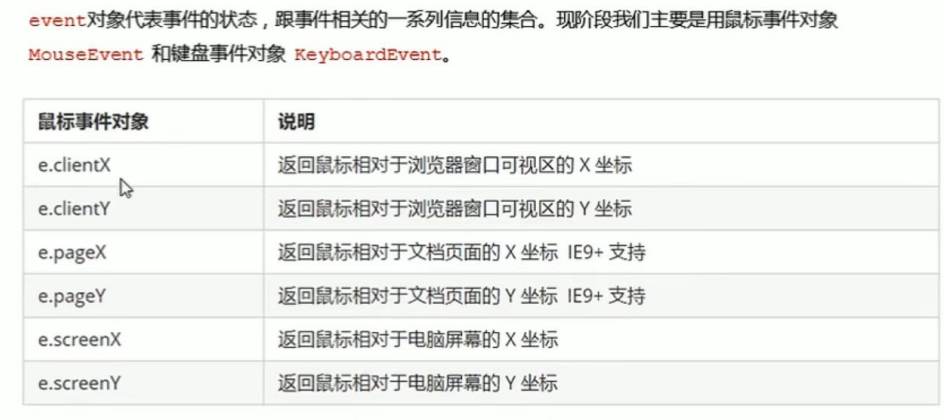 event对象代表事件的状态，跟事件相关的一系列信息的集合。现阶段我们主要是用鼠标事件对象
MouseEvent 和键盘事件对象 KeyboardEvent。
鼠标事件对象 说明
e.clientX 返回鼠标相对于浏览器窗口可视区的 X 坐标
e.clientY 返回鼠标相对于浏览器窗口可视区的 Y 坐标
e.pageX 返回鼠标相对于文档页面的 X 坐标 IE9+ 支持
e.pageY 返回鼠标相对于文档页面的 Y 坐标 IE9+ 支持
e.screenX 返回鼠标相对于电脑屏幕的 X 坐标
e.screenY 返回鼠标相对于电脑屏幕的 Y 坐标